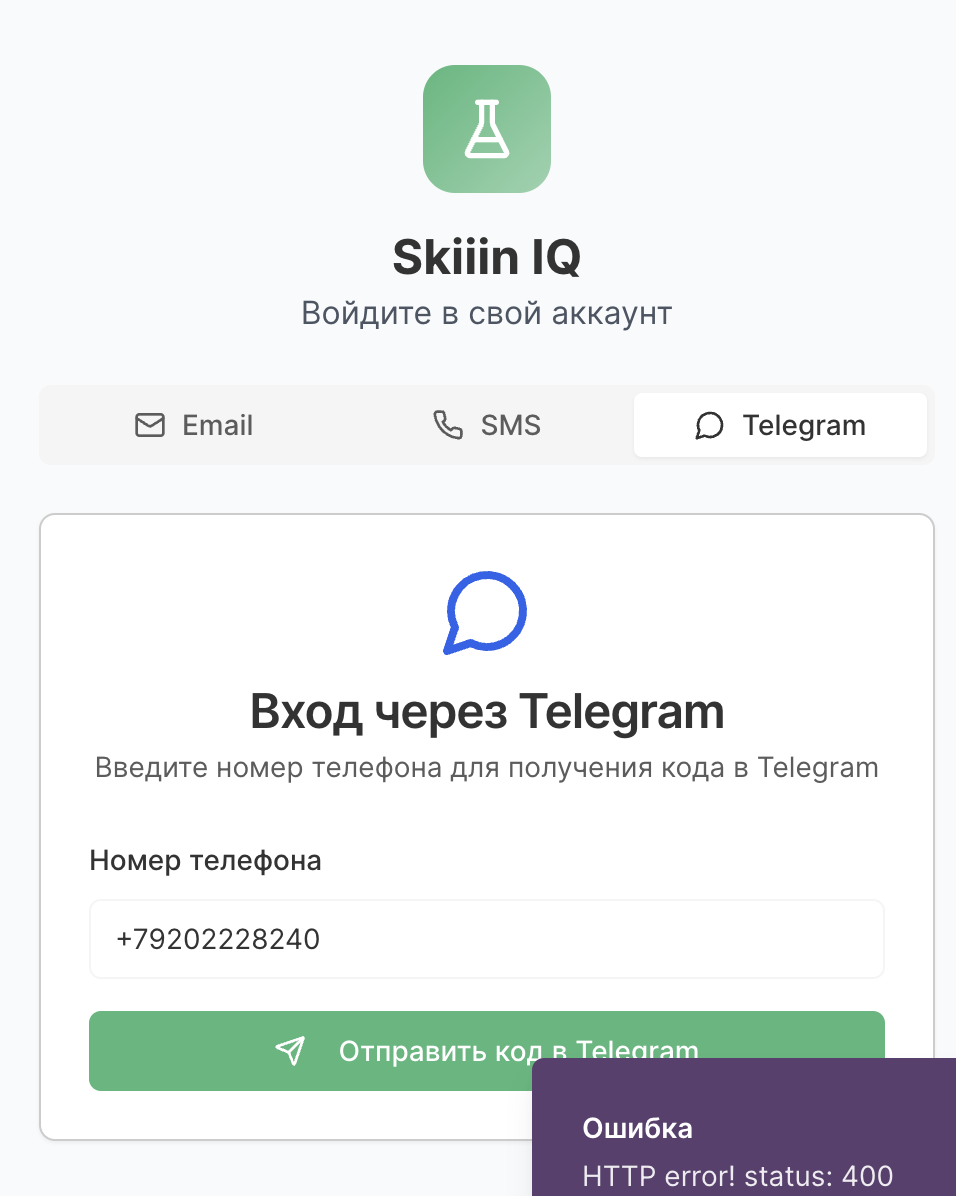 Skiiin IQ
Войдите в свой аккаунт
Email
SMS
Telegram
Вход через Telegram
Введите номер телефона для получения кода в Telegram
Номер телефона
+79202228240
Отправить код в Telegram
Ошибка
HTTP error! status: 400